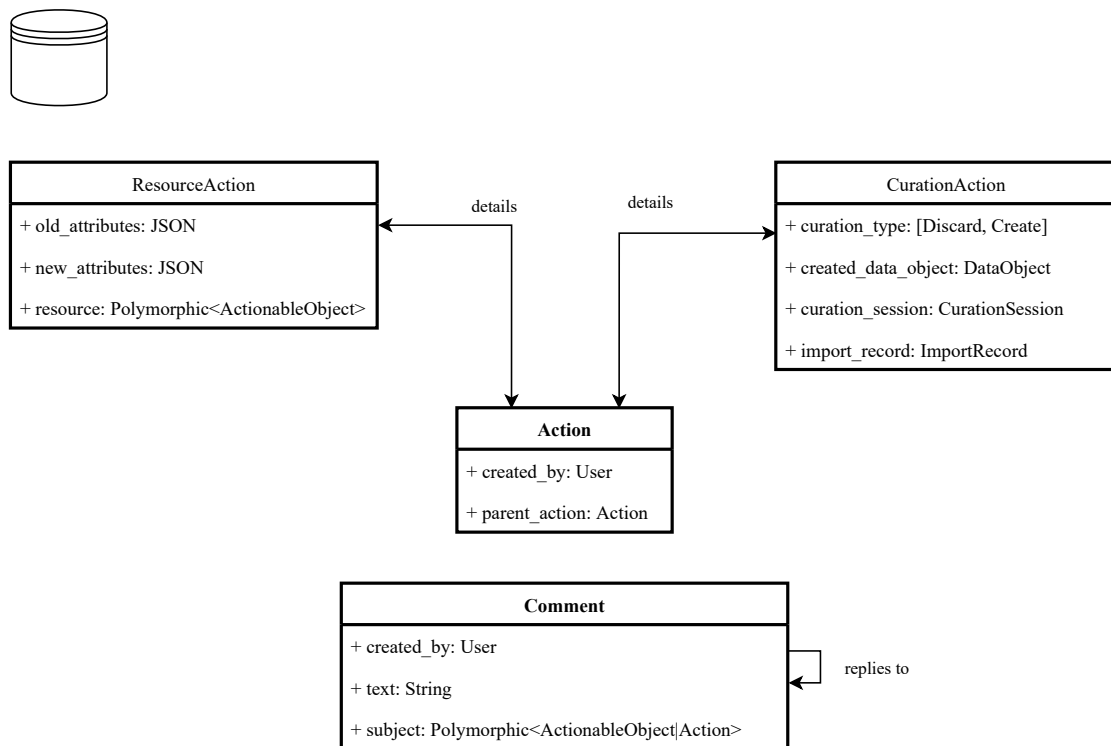 ResourceAction
+ old_attributes: JSON
+ new_attributes: JSON
+ resource: Polymorphic<ActionableObject>
details
details
CurationAction
+ curation_type: [Discard, Create]
+ created_data_object: DataObject
+ curation_session: CurationSession
+ import_record: ImportRecord
Action
+ created_by: User
+ parent_action: Action
Comment
+ created_by: User
+ text: String
+ subject: Polymorphic<ActionableObject|Action>
replies to